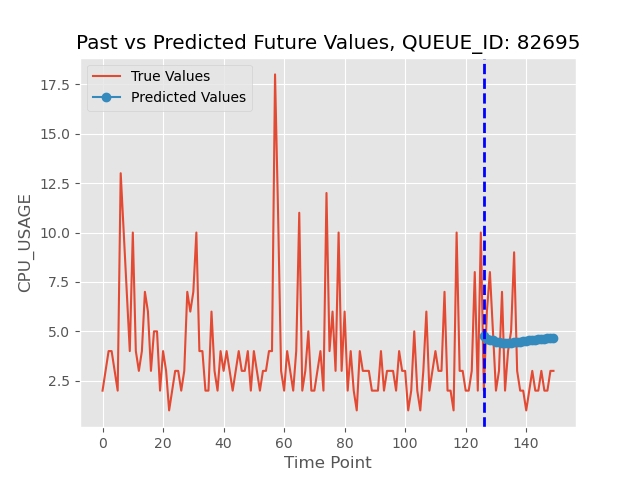 Past vs Predicted Future Values, QUEUE_ID: 82695
True Values
Predicted Values
CPU_USAGE
17.5
15.0
12.5
10.0
7.5
5.0
2.5
0 20 40 60 80 100 120 140
Time Point